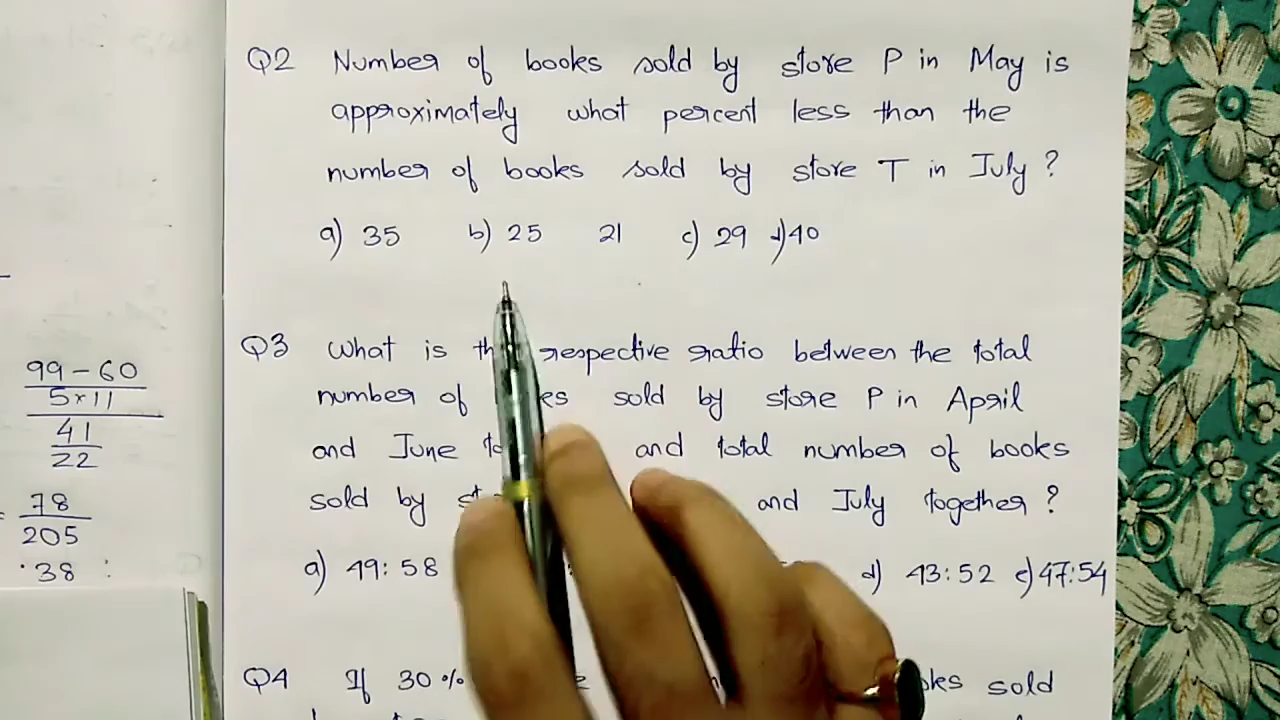 Q2 Number of books sold by store P in May is
approximately what percent less than the
number of books sold by store T in July ?
a) 35 b) 25 21 c) 29 d) 40
99 - 60
5 x 11
41
22
= 78
205
.38 :
Q3 What is respective ratio between the total
number of sold by store P in April
and June and total number of books
sold by and July together ?
a) 49 : 58 d) 43 : 52 e) 47 : 54
Q4 If 30 % sold